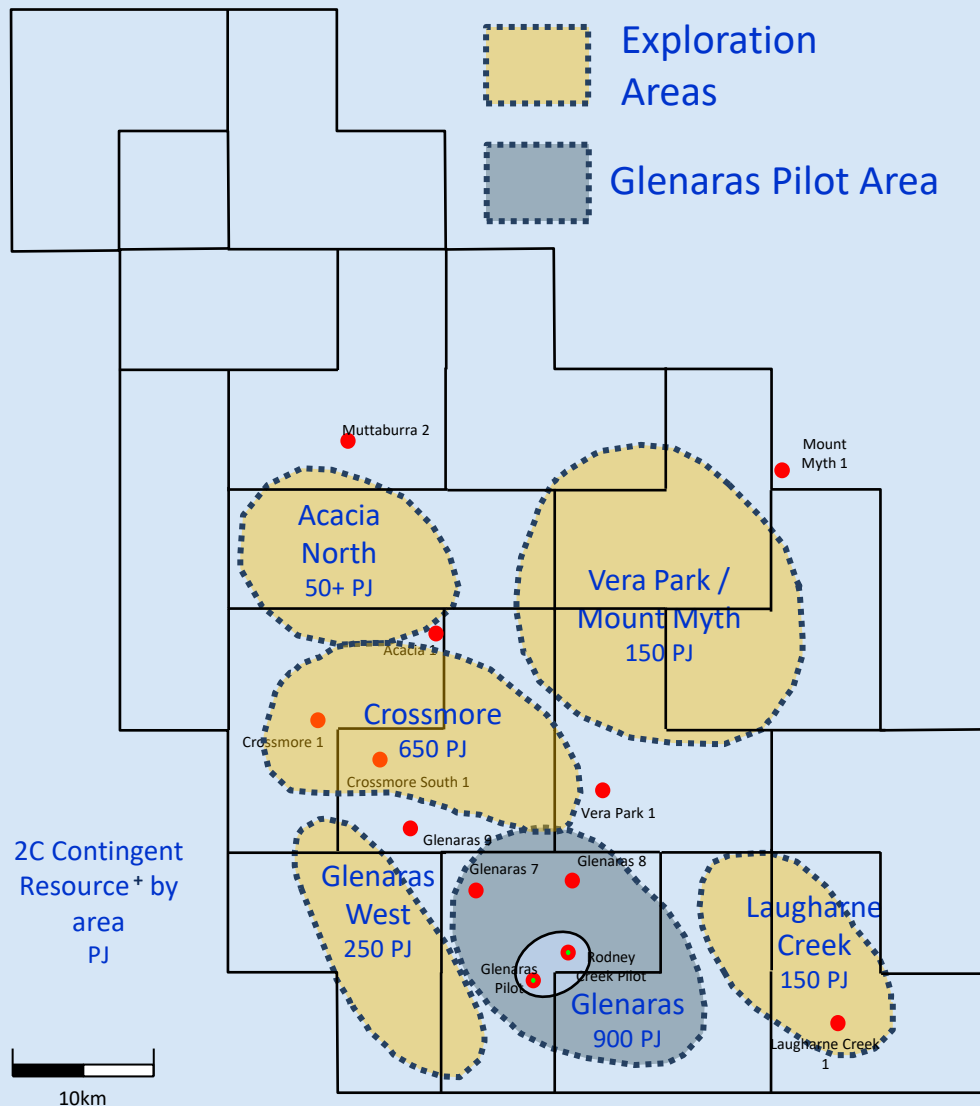 Exploration
Areas
Glenaras Pilot Area
Muttaburra 2
Mount
Myth 1
Acacia
North
50+ PJ
Vera Park /
Mount Myth
150 PJ
Acacia 1
Crossmore
650 PJ
Crossmore 1
Crossmore South 1
Vera Park 1
Glenaras 9
2C Contingent
Resource+ by
area
PJ
Glenaras
West
250 PJ
Glenaras 7
Glenaras 8
Laugharne
Creek
150 PJ
Glenaras
Pilot
Rodney
Creek Pilot
Glenaras
900 PJ
Laugharne Creek
1
10km